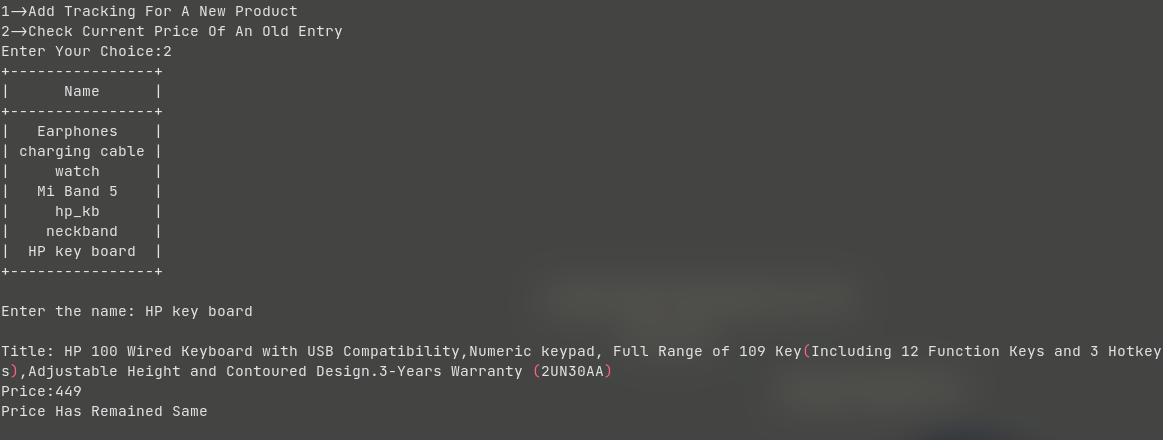 1->Add Tracking For A New Product
2->Check Current Price Of An Old Entry
Enter Your Choice:2
+----------------+
|      Name      |
+----------------+
|   Earphones    |
| charging cable |
|     watch      |
|   Mi Band 5    |
|     hp_kb      |
|    neckband    |
|  HP key board  |
+----------------+
Enter the name: HP key board
Title: HP 100 Wired Keyboard with USB Compatibility,Numeric keypad, Full Range of 109 Key(Including 12 Function Keys and 3 Hotkey
s),Adjustable Height and Contoured Design.3-Years Warranty (2UN30AA)
Price:449
Price Has Remained Same